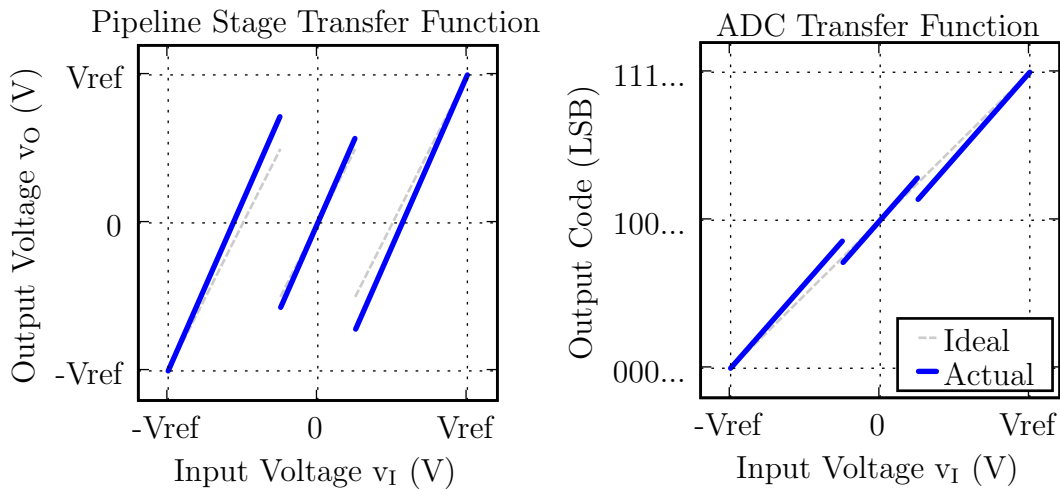 Pipeline Stage Transfer Function
Output Voltage vO (V)
Vref
0
-Vref
-Vref 0 Vref
Input Voltage vI (V)
ADC Transfer Function
Output Code (LSB)
111...
100...
000...
Ideal
Actual
-Vref 0 Vref
Input Voltage vI (V)